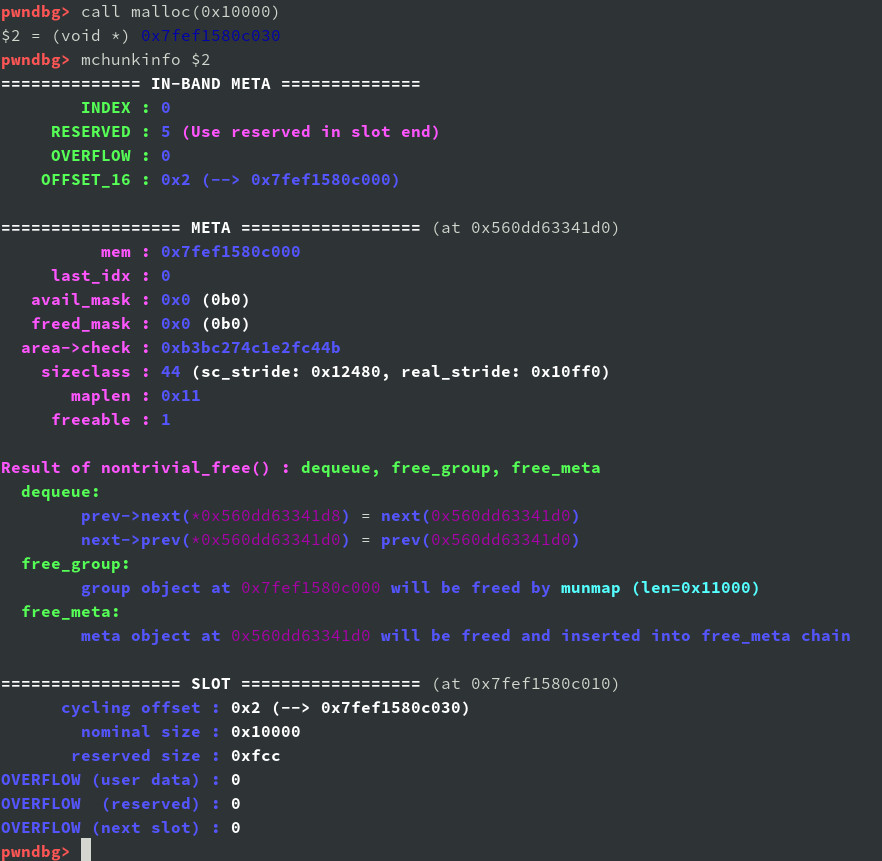 pwndbg> call malloc(0x10000)
$2 = (void *) 0x7fef1580c030
pwndbg> mchunkinfo $2
============== IN-BAND META ==============
INDEX : 0
RESERVED : 5 (Use reserved in slot end)
OVERFLOW : 0
OFFSET_16 : 0x2 (--> 0x7fef1580c000)
================== META ================== (at 0x560dd63341d0)
mem : 0x7fef1580c000
last_idx : 0
avail_mask : 0x0 (0b0)
freed_mask : 0x0 (0b0)
area->check : 0xb3bc274c1e2fc44b
sizeclass : 44 (sc_stride: 0x12480, real_stride: 0x10ff0)
maplen : 0x11
freeable : 1
Result of nontrivial_free() : dequeue, free_group, free_meta
dequeue:
prev->next(*0x560dd63341d8) = next(0x560dd63341d0)
next->prev(*0x560dd63341d0) = prev(0x560dd63341d0)
free_group:
group object at 0x7fef1580c000 will be freed by munmap (len=0x11000)
free_meta:
meta object at 0x560dd63341d0 will be freed and inserted into free_meta chain
================== SLOT ================== (at 0x7fef1580c010)
cycling offset : 0x2 (--> 0x7fef1580c030)
nominal size : 0x10000
reserved size : 0xfcc
OVERFLOW (user data) : 0
OVERFLOW  (reserved) : 0
OVERFLOW (next slot) : 0
pwndbg>